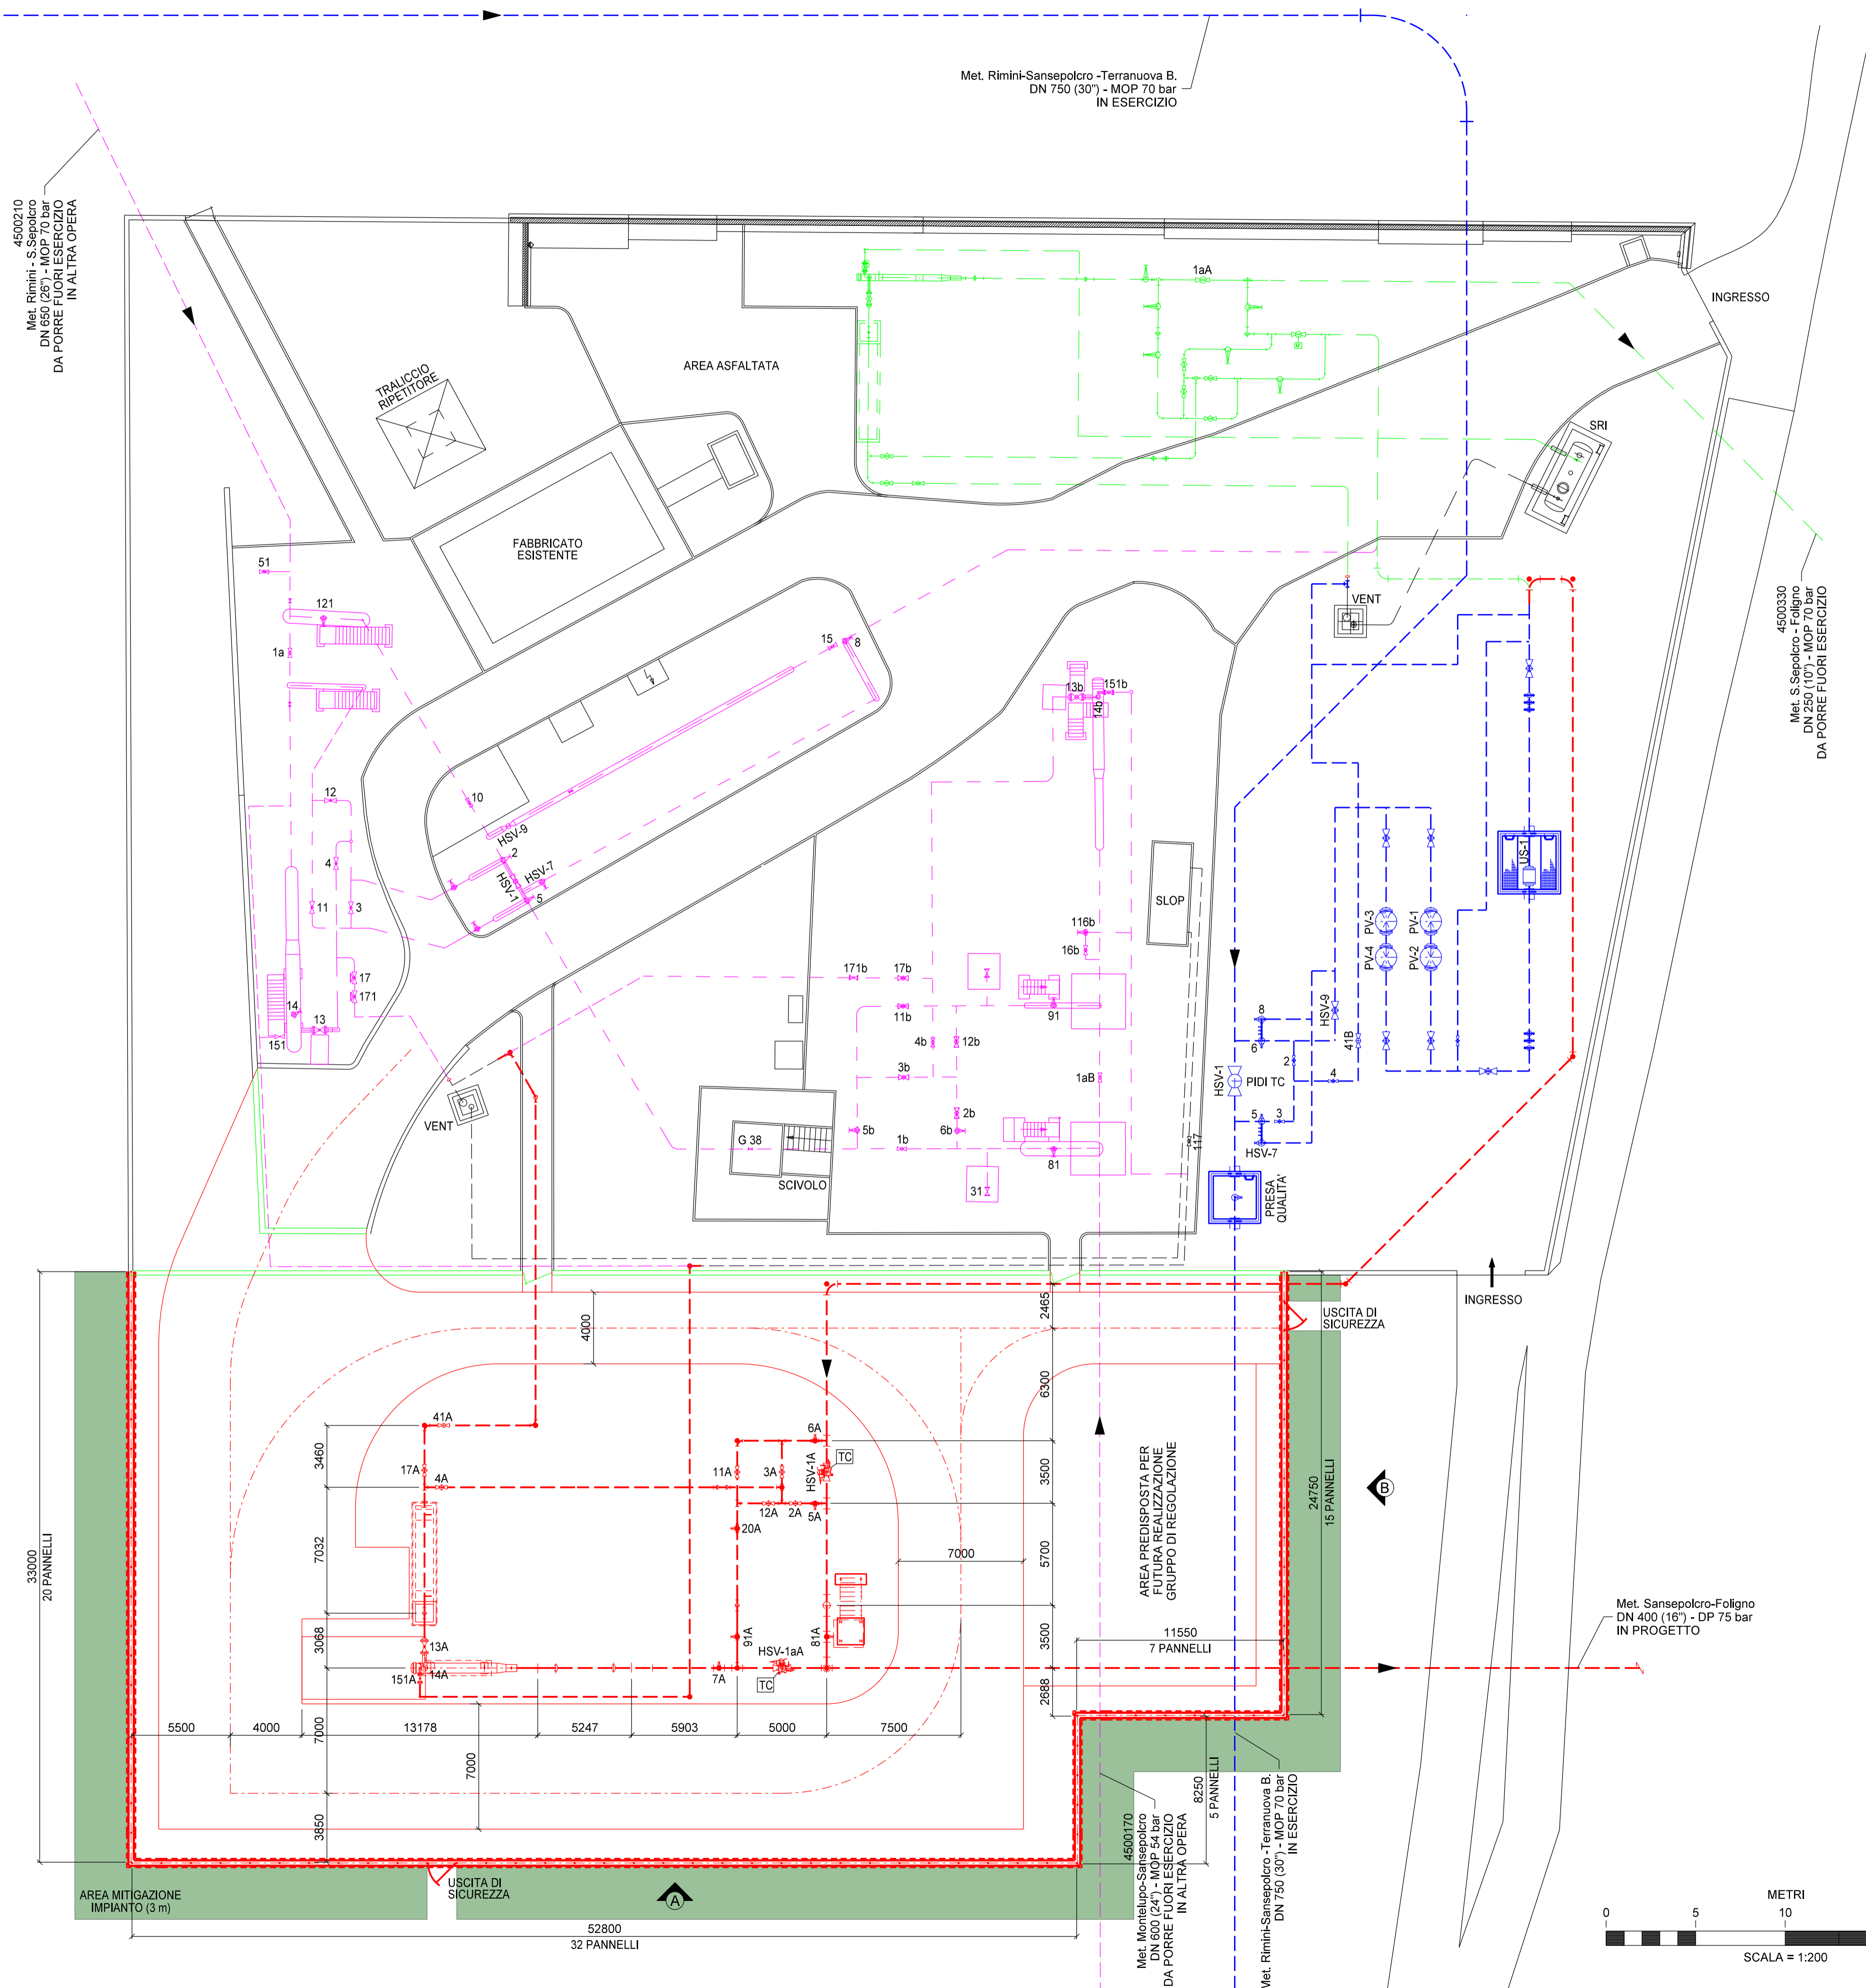 Met. Rimini-Sansepolcro -Terranuova B.
DN 750 (30") - MOP 70 bar
IN ESERCIZIO
4500210
Met. Rimini - S.Sepolcro
DN 650 (26") - MOP 70 bar
DA PORRE FUORI ESERCIZIO
IN ALTRA OPERA
1aA
INGRESSO
AREA ASFALTATA
TRALICCIO
RIPETITORE
SRI
FABBRICATO
ESISTENTE
51
121
1a
VENT
4500330
Met. S.Sepolcro - Foligno
DN 250 (10") - MOP 70 bar
DA PORRE FUORI ESERCIZIO
15
8
13b
151b
14b
12
10
HSV-9
2
HSV-7
HSV-1
5
4
11
3
17
171
14
13
151
SLOP
116b
16b
171b
17b
11b
91
4b
12b
3b
1aB
2b
5b
6b
1b
81
31
117
G 38
SCIVOLO
VENT
US-1
PV-3
PV-1
PV-4
PV-2
8
HSV-9
6
41B
2
4
HSV-1
PIDI TC
5
3
HSV-7
PRESA
QUALITA'
INGRESSO
USCITA DI
SICUREZZA
2465
4000
6300
3500
5700
3500
2688
3460
7032
3068
7000
3850
41A
17A
4A
11A
3A
6A
HSV-1A
TC
12A
2A
5A
20A
7000
13A
151A
14A
91A
81A
HSV-1aA
7A
TC
AREA PREDISPOSTA PER
FUTURA REALIZZAZIONE
GRUPPO DI REGOLAZIONE
24750
15 PANNELLI
B
11550
7 PANNELLI
Met. Sansepolcro-Foligno
DN 400 (16") - DP 75 bar
IN PROGETTO
33000
20 PANNELLI
5500
4000
13178
5247
5903
5000
7500
7000
8250
5 PANNELLI
4500170
Met. Montelupo-Sansepolcro
DN 600 (24") - MOP 54 bar
DA PORRE FUORI ESERCIZIO
IN ALTRA OPERA
Met. Rimini-Sansepolcro -Terranuova B.
DN 750 (30") - MOP 70 bar
IN ESERCIZIO
AREA MITIGAZIONE
IMPIANTO (3 m)
USCITA DI
SICUREZZA
A
52800
32 PANNELLI
METRI
0
5
10
SCALA = 1:200